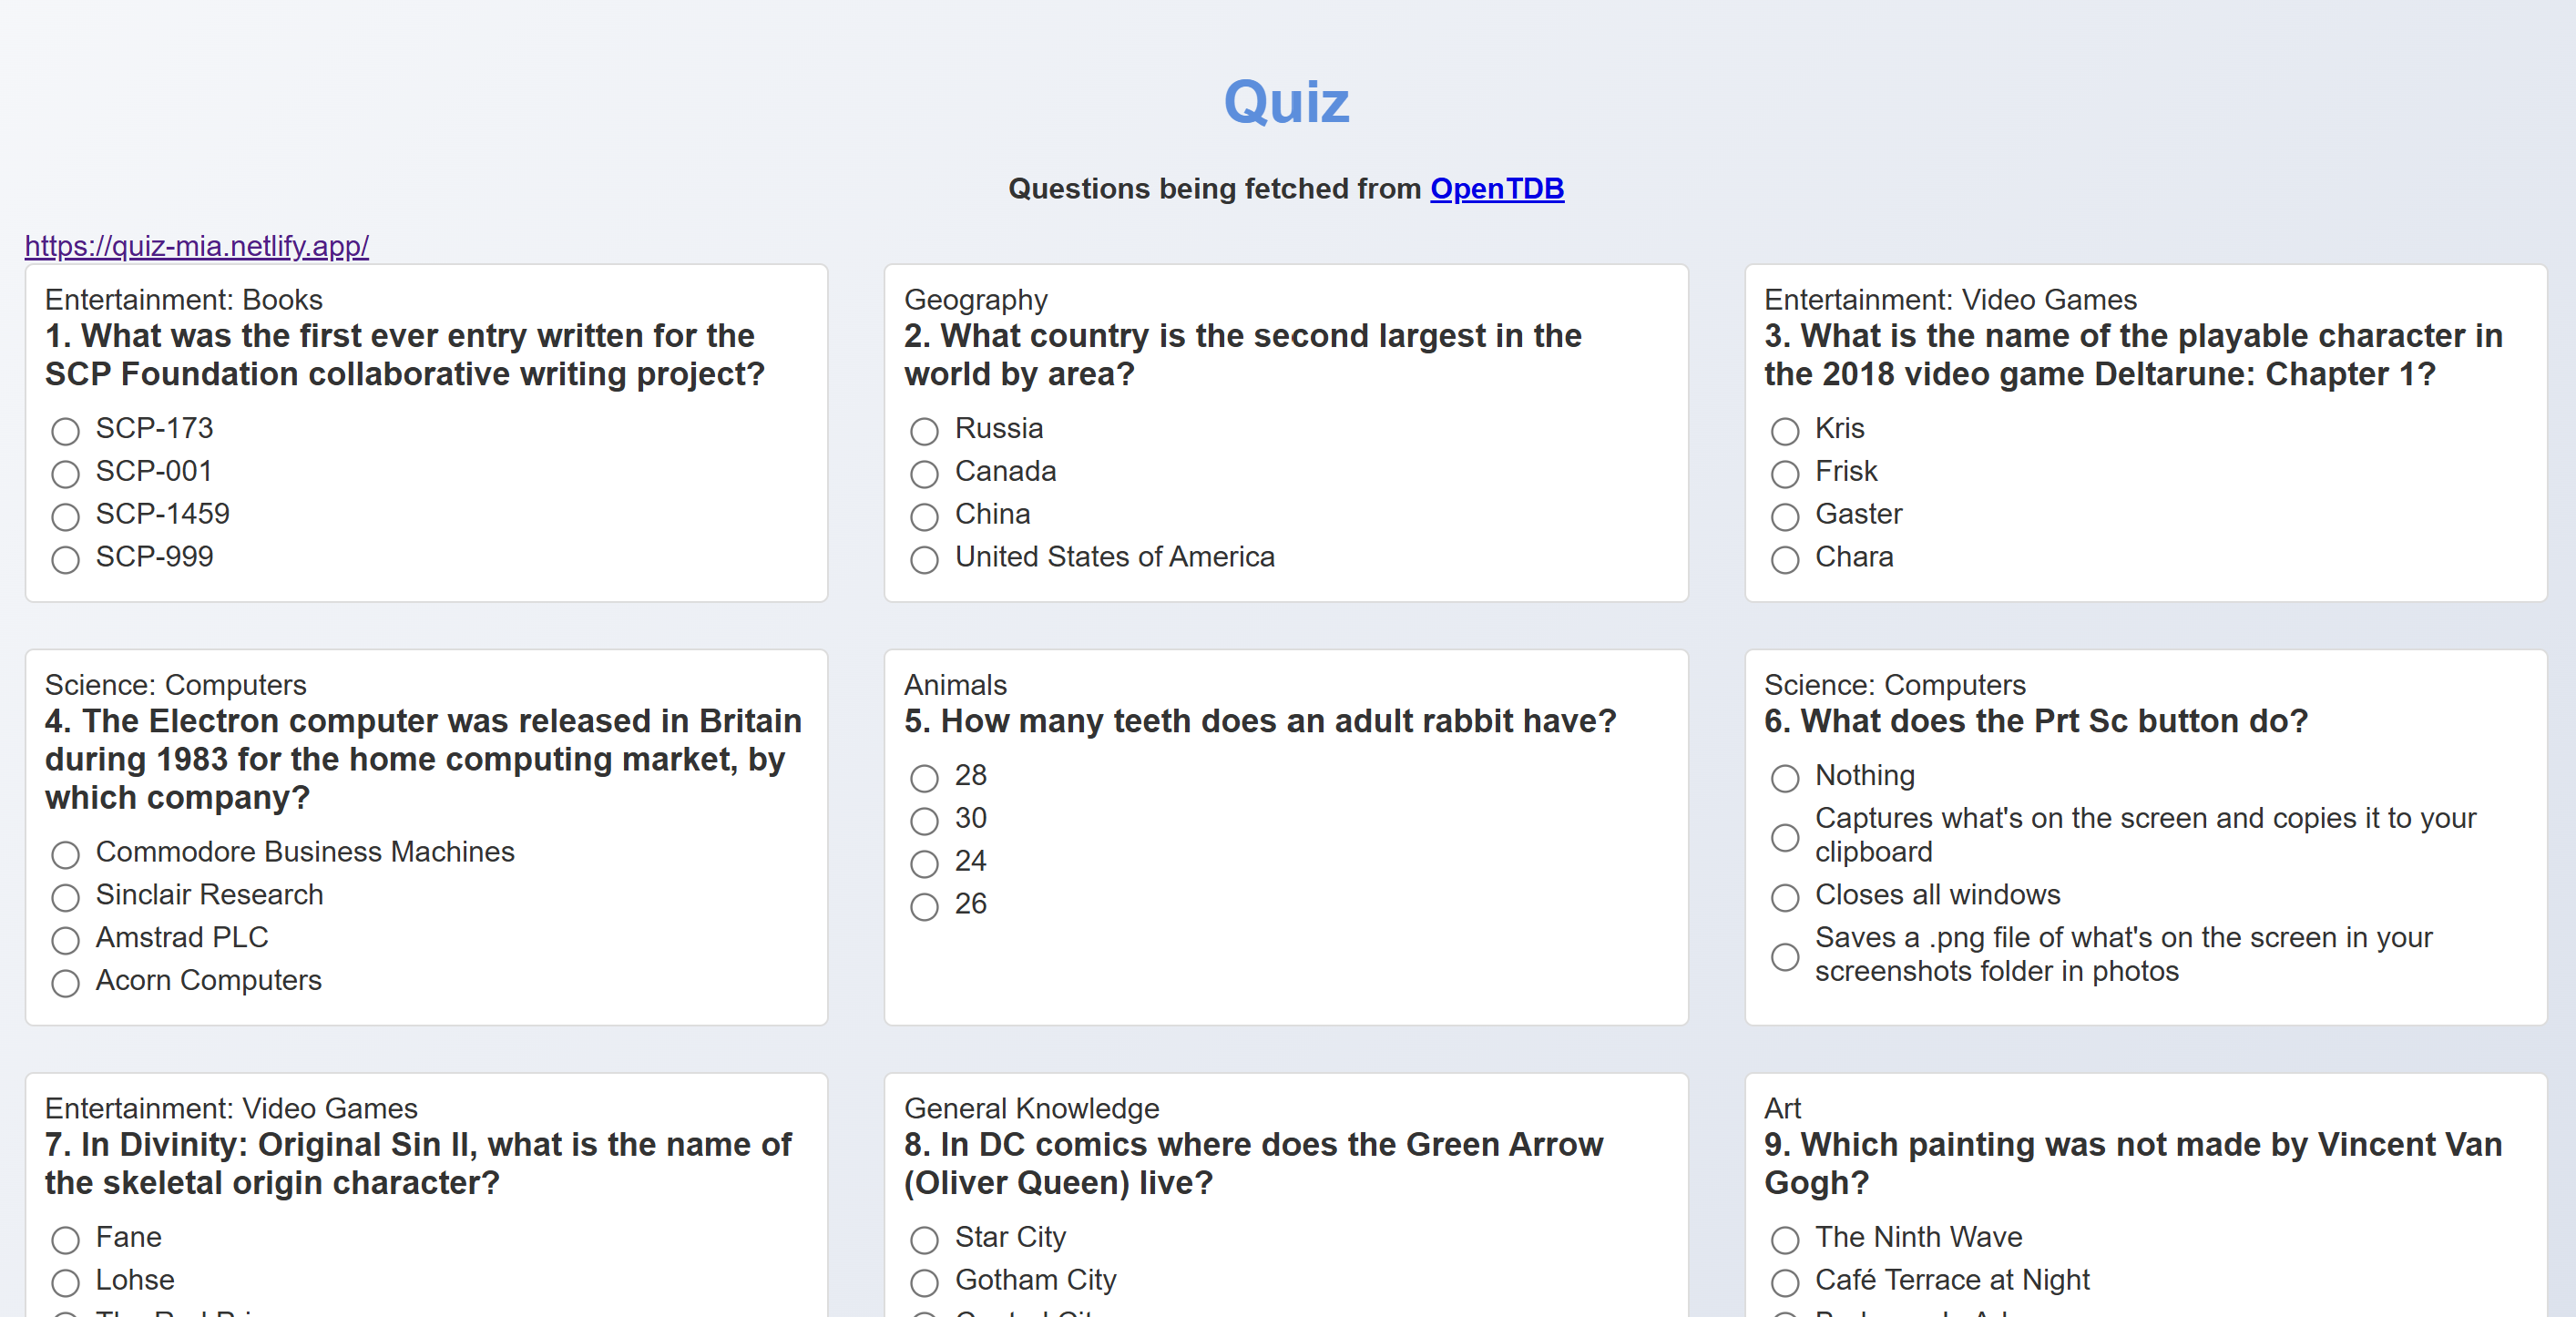 Quiz
Questions being fetched from OpenTDB
https://quiz-mia.netlify.app/
Entertainment: Books
1. What was the first ever entry written for the
SCP Foundation collaborative writing project?
SCP-173
SCP-001
SCP-1459
SCP-999
Geography
2. What country is the second largest in the
world by area?
Russia
Canada
China
United States of America
Entertainment: Video Games
3. What is the name of the playable character in
the 2018 video game Deltarune: Chapter 1?
Kris
Frisk
Gaster
Chara
Science: Computers
4. The Electron computer was released in Britain
during 1983 for the home computing market, by
which company?
Commodore Business Machines
Sinclair Research
Amstrad PLC
Acorn Computers
Animals
5. How many teeth does an adult rabbit have?
28
30
24
26
Science: Computers
6. What does the Prt Sc button do?
Nothing
Captures what's on the screen and copies it to your
clipboard
Closes all windows
Saves a .png file of what's on the screen in your
screenshots folder in photos
Entertainment: Video Games
7. In Divinity: Original Sin II, what is the name of
the skeletal origin character?
Fane
Lohse
General Knowledge
8. In DC comics where does the Green Arrow
(Oliver Queen) live?
Star City
Gotham City
Art
9. Which painting was not made by Vincent Van
Gogh?
The Ninth Wave
Café Terrace at Night